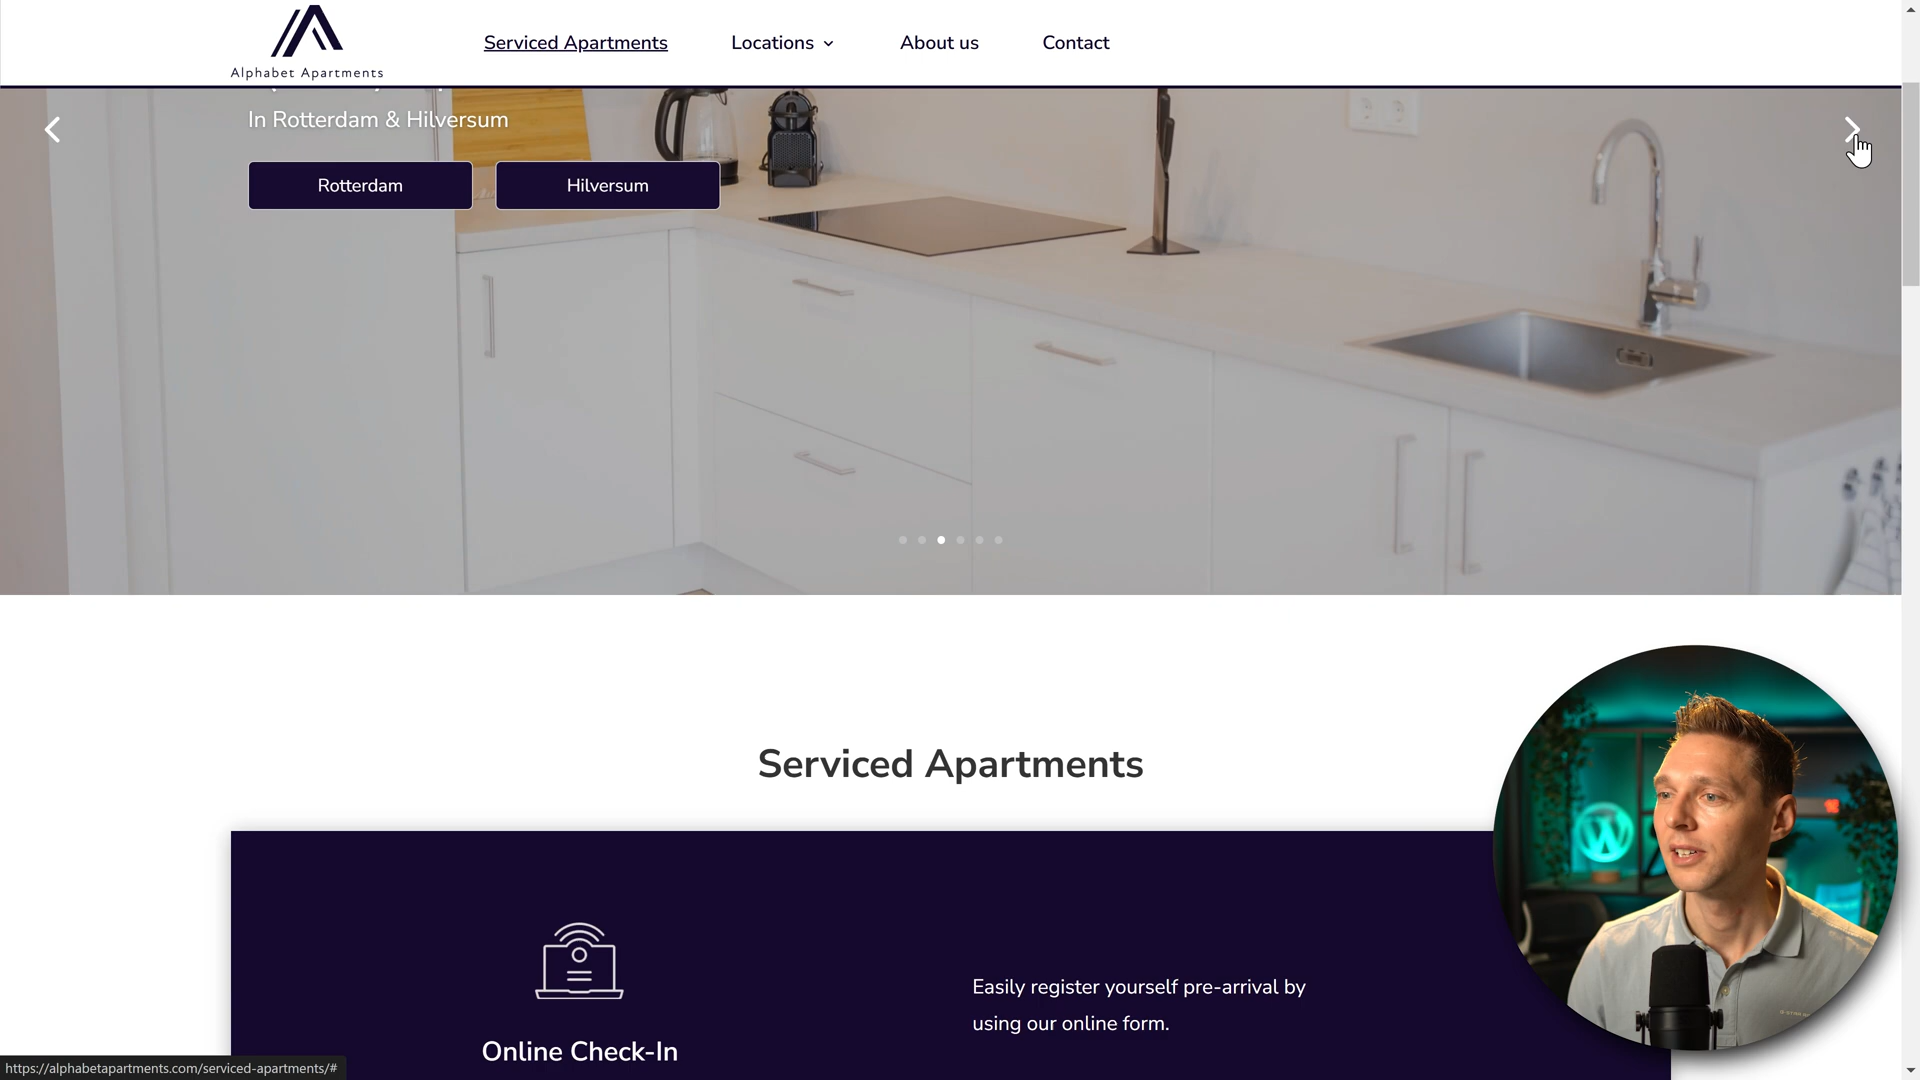 Serviced Apartments
Locations
About us
Contact
Alphabet Apartments
In Rotterdam & Hilversum
Rotterdam
Hilversum
Serviced Apartments
Easily register yourself pre-arrival by
using our online form.
Online Check-In
https://alphabetapartments.com/serviced-apartments/#